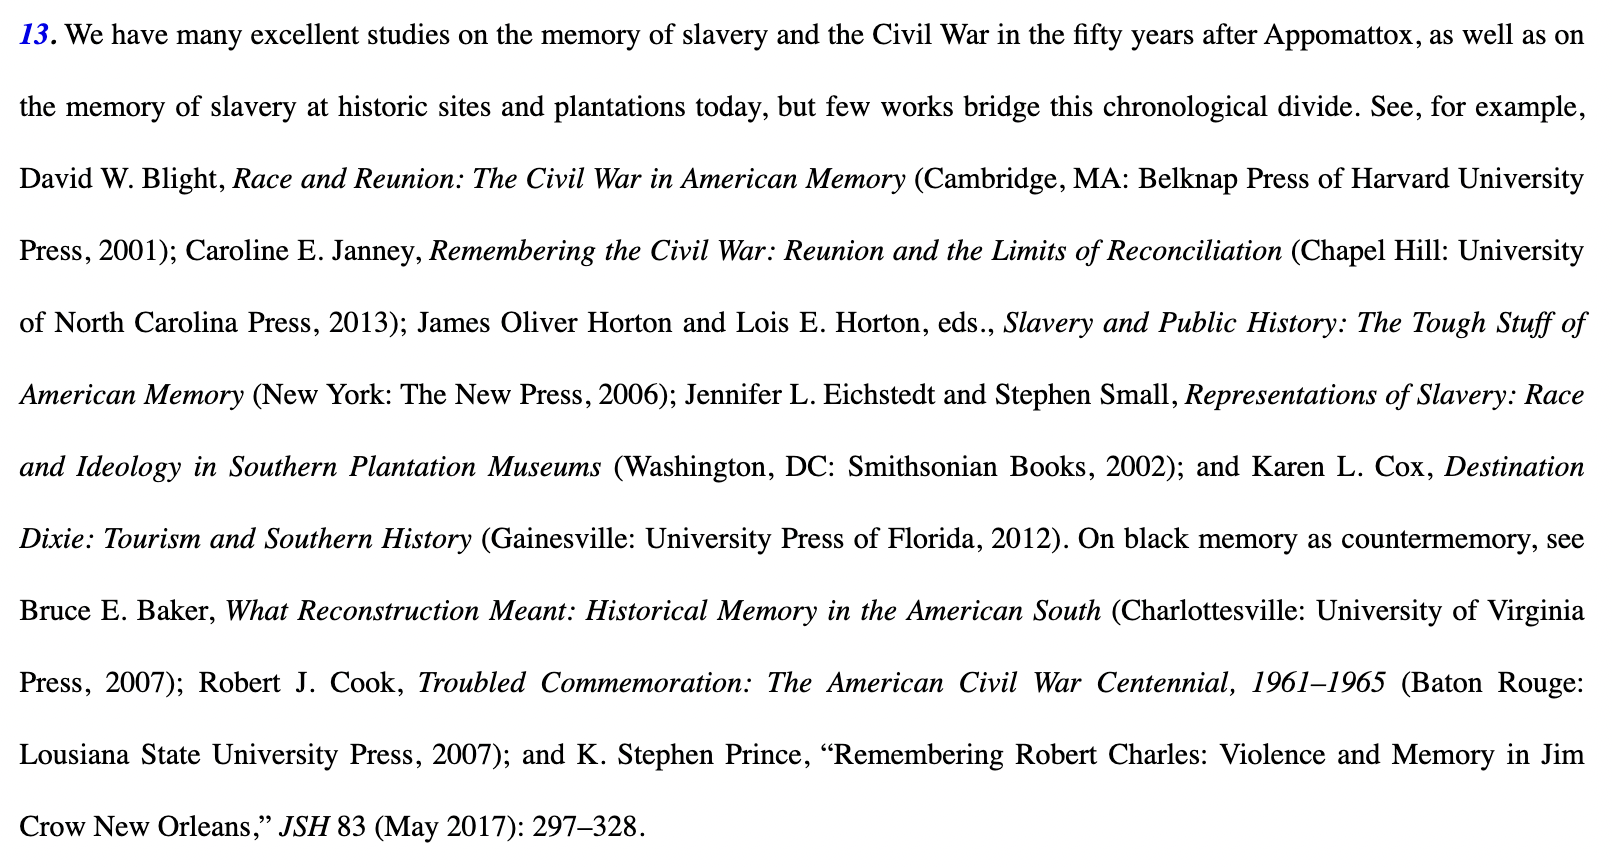 13. We have many excellent studies on the memory of slavery and the Civil War in the fifty years after Appomattox, as well as on
the memory of slavery at historic sites and plantations today, but few works bridge this chronological divide. See, for example,
David W. Blight, Race and Reunion: The Civil War in American Memory (Cambridge, MA: Belknap Press of Harvard University
Press, 2001); Caroline E. Janney, Remembering the Civil War: Reunion and the Limits of Reconciliation (Chapel Hill: University
of North Carolina Press, 2013); James Oliver Horton and Lois E. Horton, eds., Slavery and Public History: The Tough Stuff of
American Memory (New York: The New Press, 2006); Jennifer L. Eichstedt and Stephen Small, Representations of Slavery: Race
and Ideology in Southern Plantation Museums (Washington, DC: Smithsonian Books, 2002); and Karen L. Cox, Destination
Dixie: Tourism and Southern History (Gainesville: University Press of Florida, 2012). On black memory as countermemory, see
Bruce E. Baker, What Reconstruction Meant: Historical Memory in the American South (Charlottesville: University of Virginia
Press, 2007); Robert J. Cook, Troubled Commemoration: The American Civil War Centennial, 1961–1965 (Baton Rouge:
Lousiana State University Press, 2007); and K. Stephen Prince, “Remembering Robert Charles: Violence and Memory in Jim
Crow New Orleans,” JSH 83 (May 2017): 297–328.